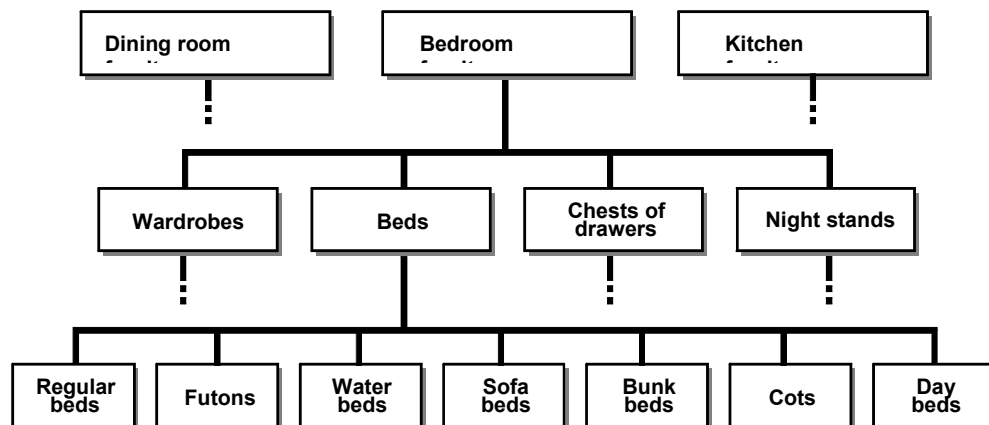 Dining room
Bedroom
Kitchen
Wardrobes
Beds
Chests of
drawers
Night stands
Regular
beds
Futons
Water
beds
Sofa
beds
Bunk
beds
Cots
Day
beds